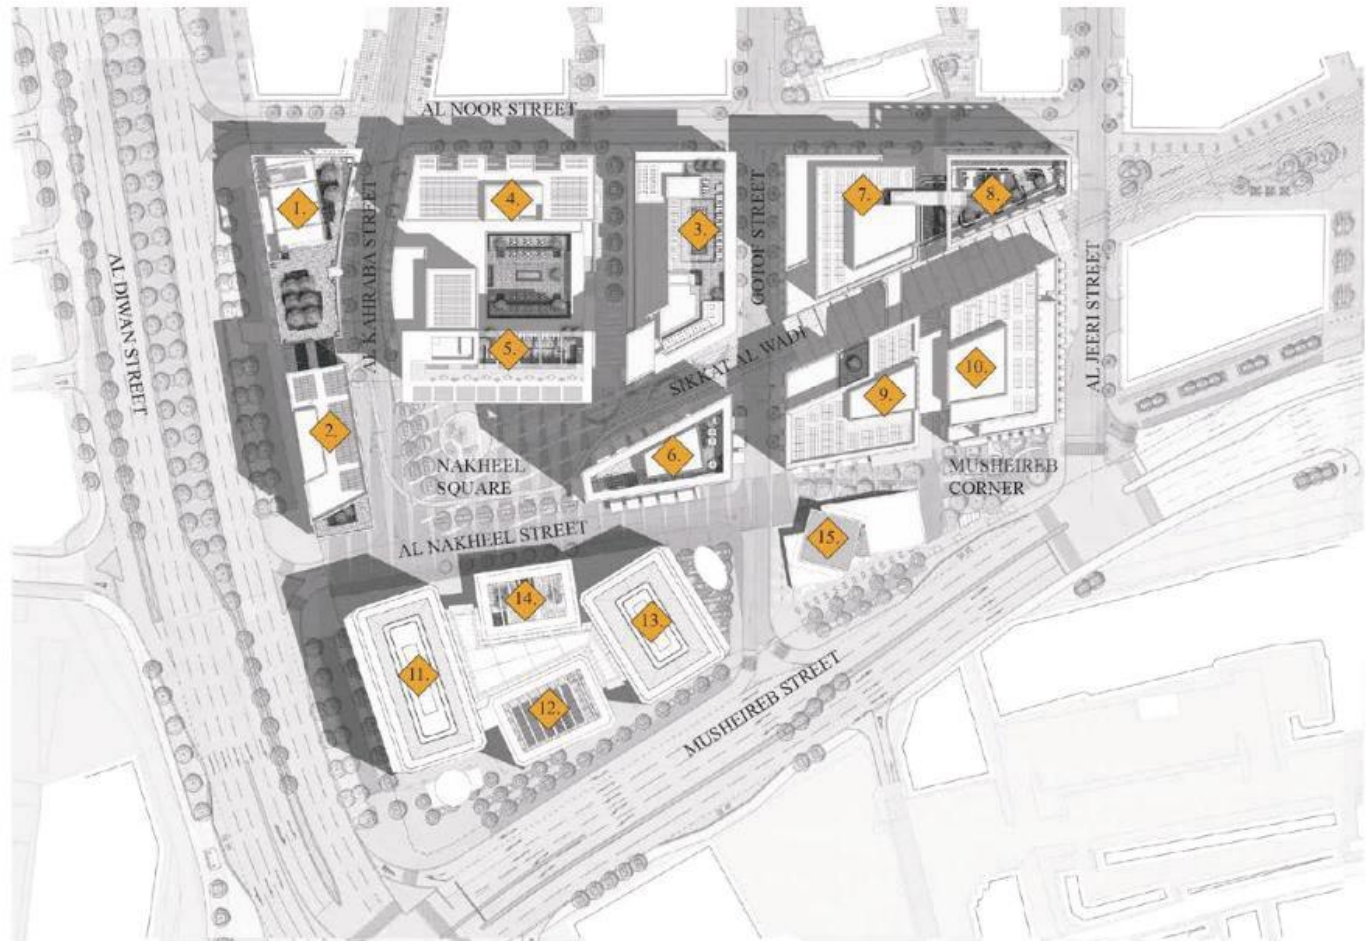 AL NOOR STREET
1.
AL KAHRABA STREET
4.
3.
GOTOF STREET
7.
8.
AL DIWAN STREET
5.
SIKKAT AL WADI
10.
AL JEERI STREET
2.
9.
NAKHEEL
SQUARE
6.
MUSHEIREB
CORNER
AL NAKHEEL STREET
15.
14.
13.
11.
12.
MUSHEIREB STREET